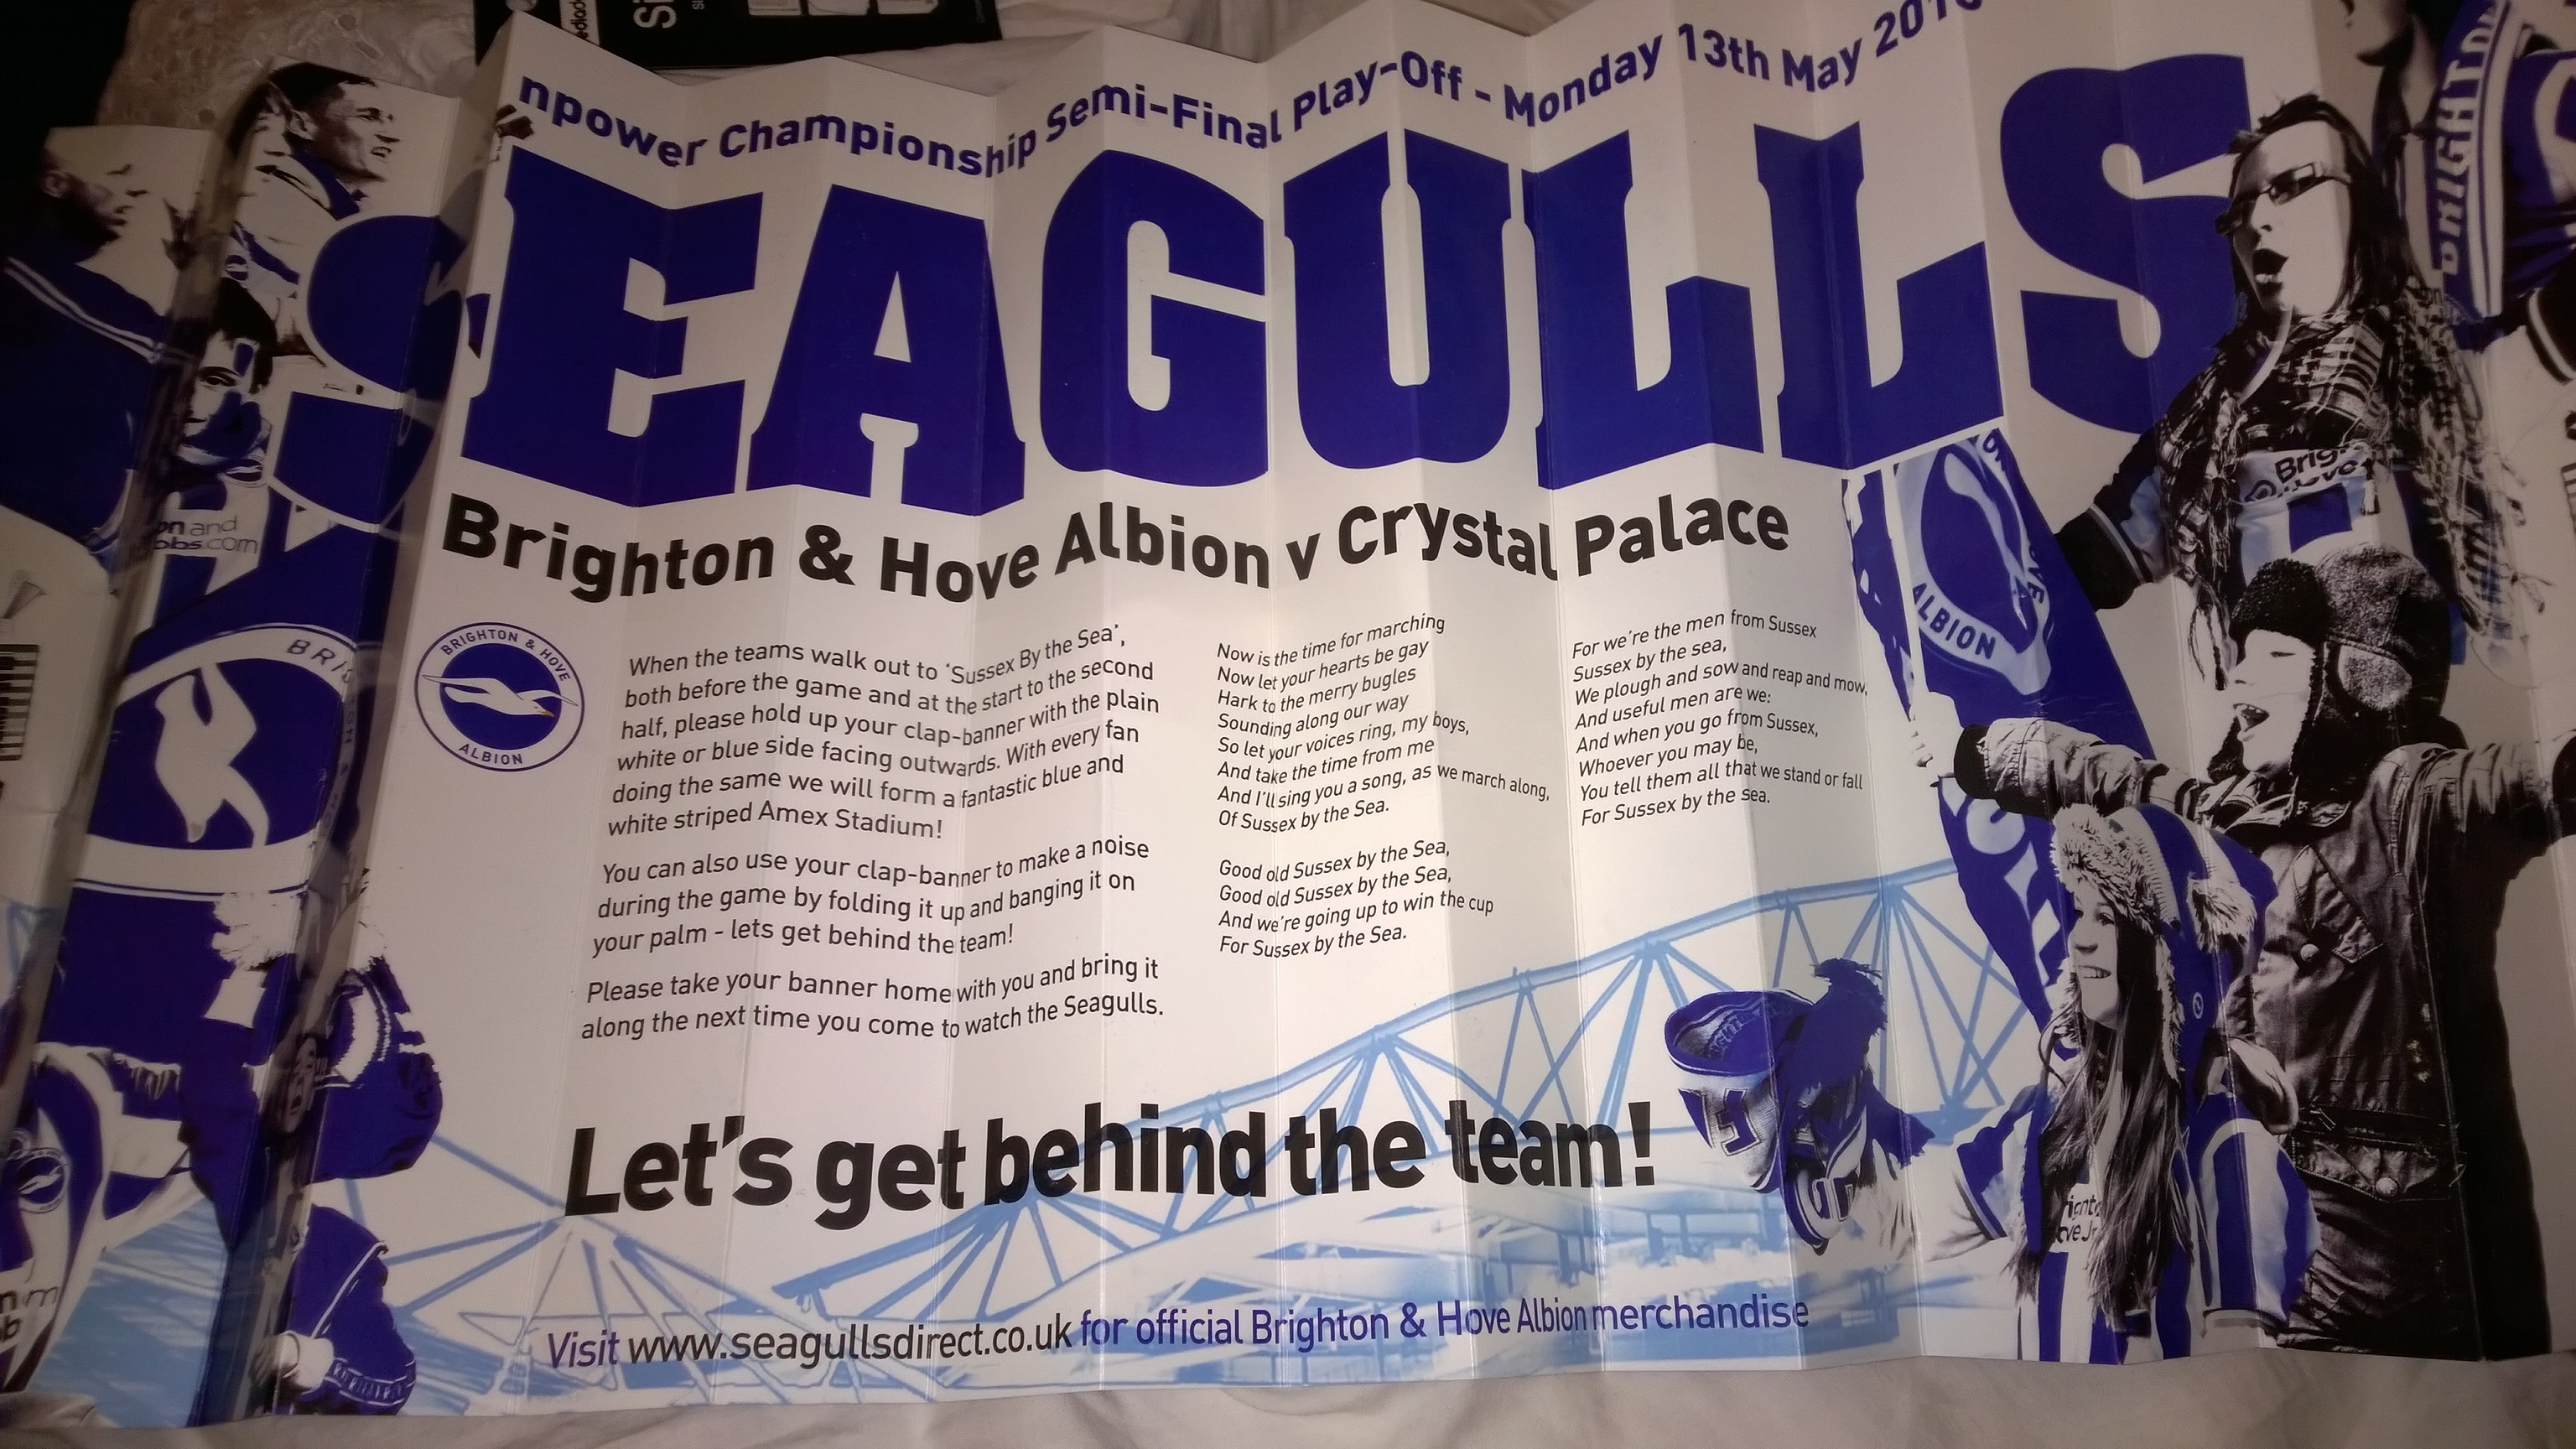 npower Championship Semi-Final Play-Off - Monday 13th May
SEAGULLS
Brighton & Hove Albion v Crystal Palace
BRIGHTON & HOVE
ALBION
When the teams walk out to ‘Sussex By the Sea’,
both before the game and at the start to the second
half, please hold up your clap-banner with the plain
white or blue side facing outwards. With every fan
doing the same we will form a fantastic blue and
white striped Amex Stadium!
You can also use your clap-banner to make a noise
during the game by folding it up and banging it on
your palm - lets get behind the team!
Please take your banner home with you and bring it
along the next time you come to watch the Seagulls.
Now is the time for marching
Now let your hearts be gay
Hark to the merry bugles
Sounding along our way
So let your voices ring, my boys,
And take the time from me
And I'll sing you a song, as we march along,
Of Sussex by the Sea.
Good old Sussex by the Sea,
Good old Sussex by the Sea,
And we're going up to win the cup
For Sussex by the Sea.
For we're the men from Sussex
Sussex by the sea,
We plough and sow and reap and mow,
And useful men are we:
And when you go from Sussex,
Whoever you may be,
You tell them all that we stand or fall
For Sussex by the sea.
Let's get behind the team!
Visit www.seagullsdirect.co.uk for official Brighton & Hove Albion merchandise
ALBION
BRIGHTON